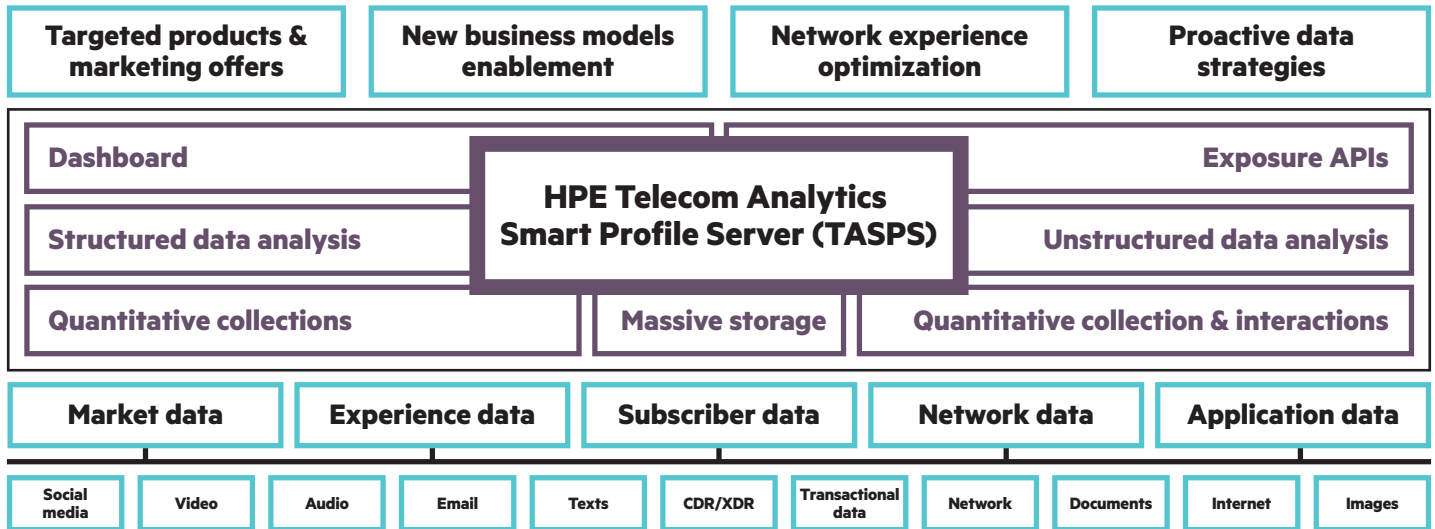 Targeted products &
marketing offers
New business models
enablement
Network experience
optimization
Proactive data
strategies
Dashboard
Exposure APIs
HPE Telecom Analytics
Smart Profile Server (TASPS)
Structured data analysis
Unstructured data analysis
Quantitative collections
Massive storage
Quantitative collection & interactions
Market data
Experience data
Subscriber data
Network data
Application data
Social
media
Video
Audio
Email
Texts
CDR/XDR
Transactional
data
Network
Documents
Internet
Images